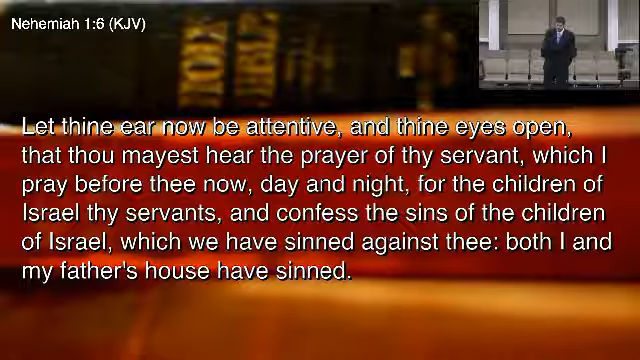 Nehemiah 1:6 (KJV)
HOLY BIBLE
Let thine ear now be attentive, and thine eyes open,
that thou mayest hear the prayer of thy servant, which I
pray before thee now, day and night, for the children of
Israel thy servants, and confess the sins of the children
of Israel, which we have sinned against thee: both I and
my father's house have sinned.